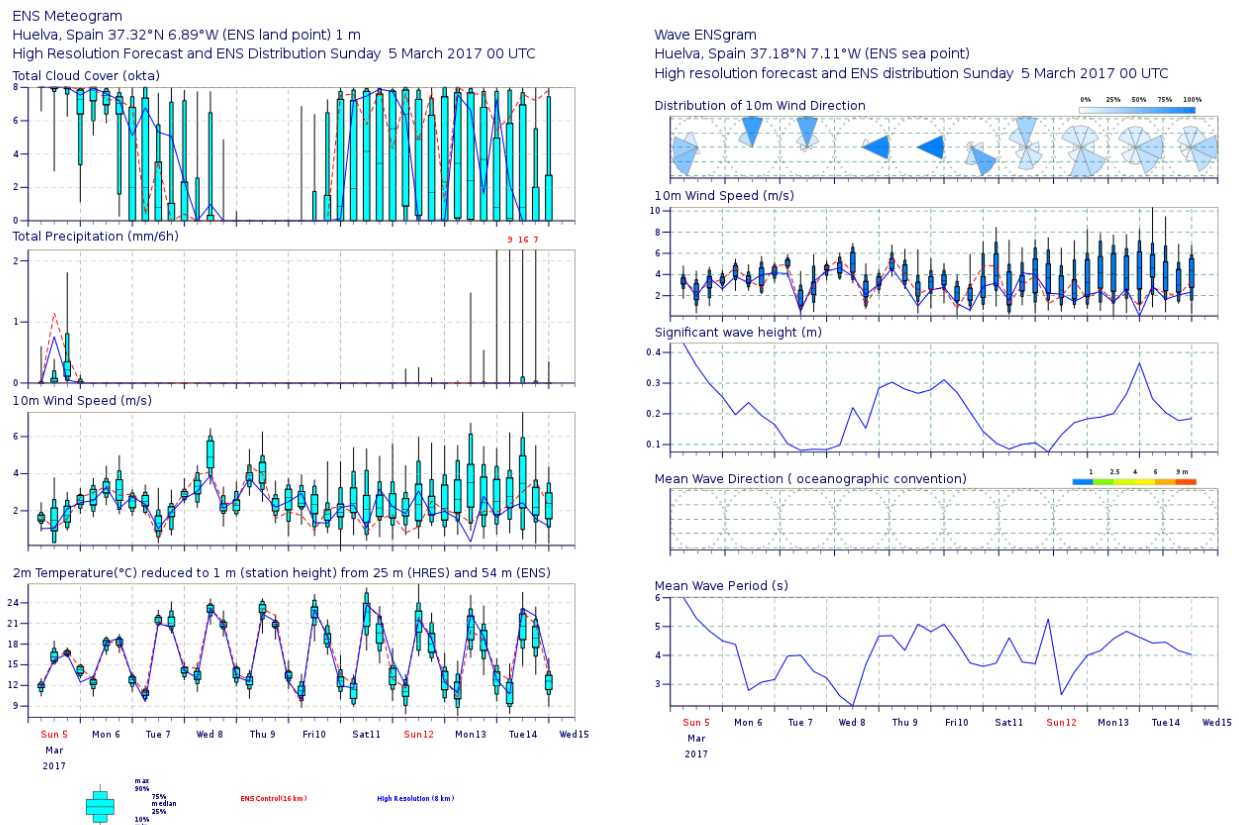 ENS Meteogram
Huelva, Spain 37.32°N 6.89°W (ENS land point) 1 m
High Resolution Forecast and ENS Distribution Sunday 5 March 2017 00 UTC
Total Cloud Cover (okta)
8
6
4
2
0
Total Precipitation (mm/6h)
9 16 7
2
1
0
10m Wind Speed (m/s)
6
4
2
2m Temperature(°C) reduced to 1 m (station height) from 25 m (HRES) and 54 m (ENS)
24
21
18
15
12
9
Sun 5 Mon 6 Tue 7 Wed 8 Thu 9 Fri10 Sat11 Sun12 Mon13 Tue14 Wed15
Mar
2017
max
90%
75%
median
25%
10%
ENS Control(16 km)
High Resolution (8 km)
Wave ENSgram
Huelva, Spain 37.18°N 7.11°W (ENS sea point)
High resolution forecast and ENS distribution Sunday 5 March 2017 00 UTC
Distribution of 10m Wind Direction
0% 25% 50% 75% 100%
10m Wind Speed (m/s)
10
8
6
4
2
Significant wave height (m)
0.4
0.3
0.2
0.1
Mean Wave Direction ( oceanographic convention)
1 2.5 4 6 9 m
Mean Wave Period (s)
6
5
4
3
Sun 5 Mon 6 Tue 7 Wed 8 Thu 9 Fri10 Sat11 Sun12 Mon13 Tue14 Wed15
Mar
2017